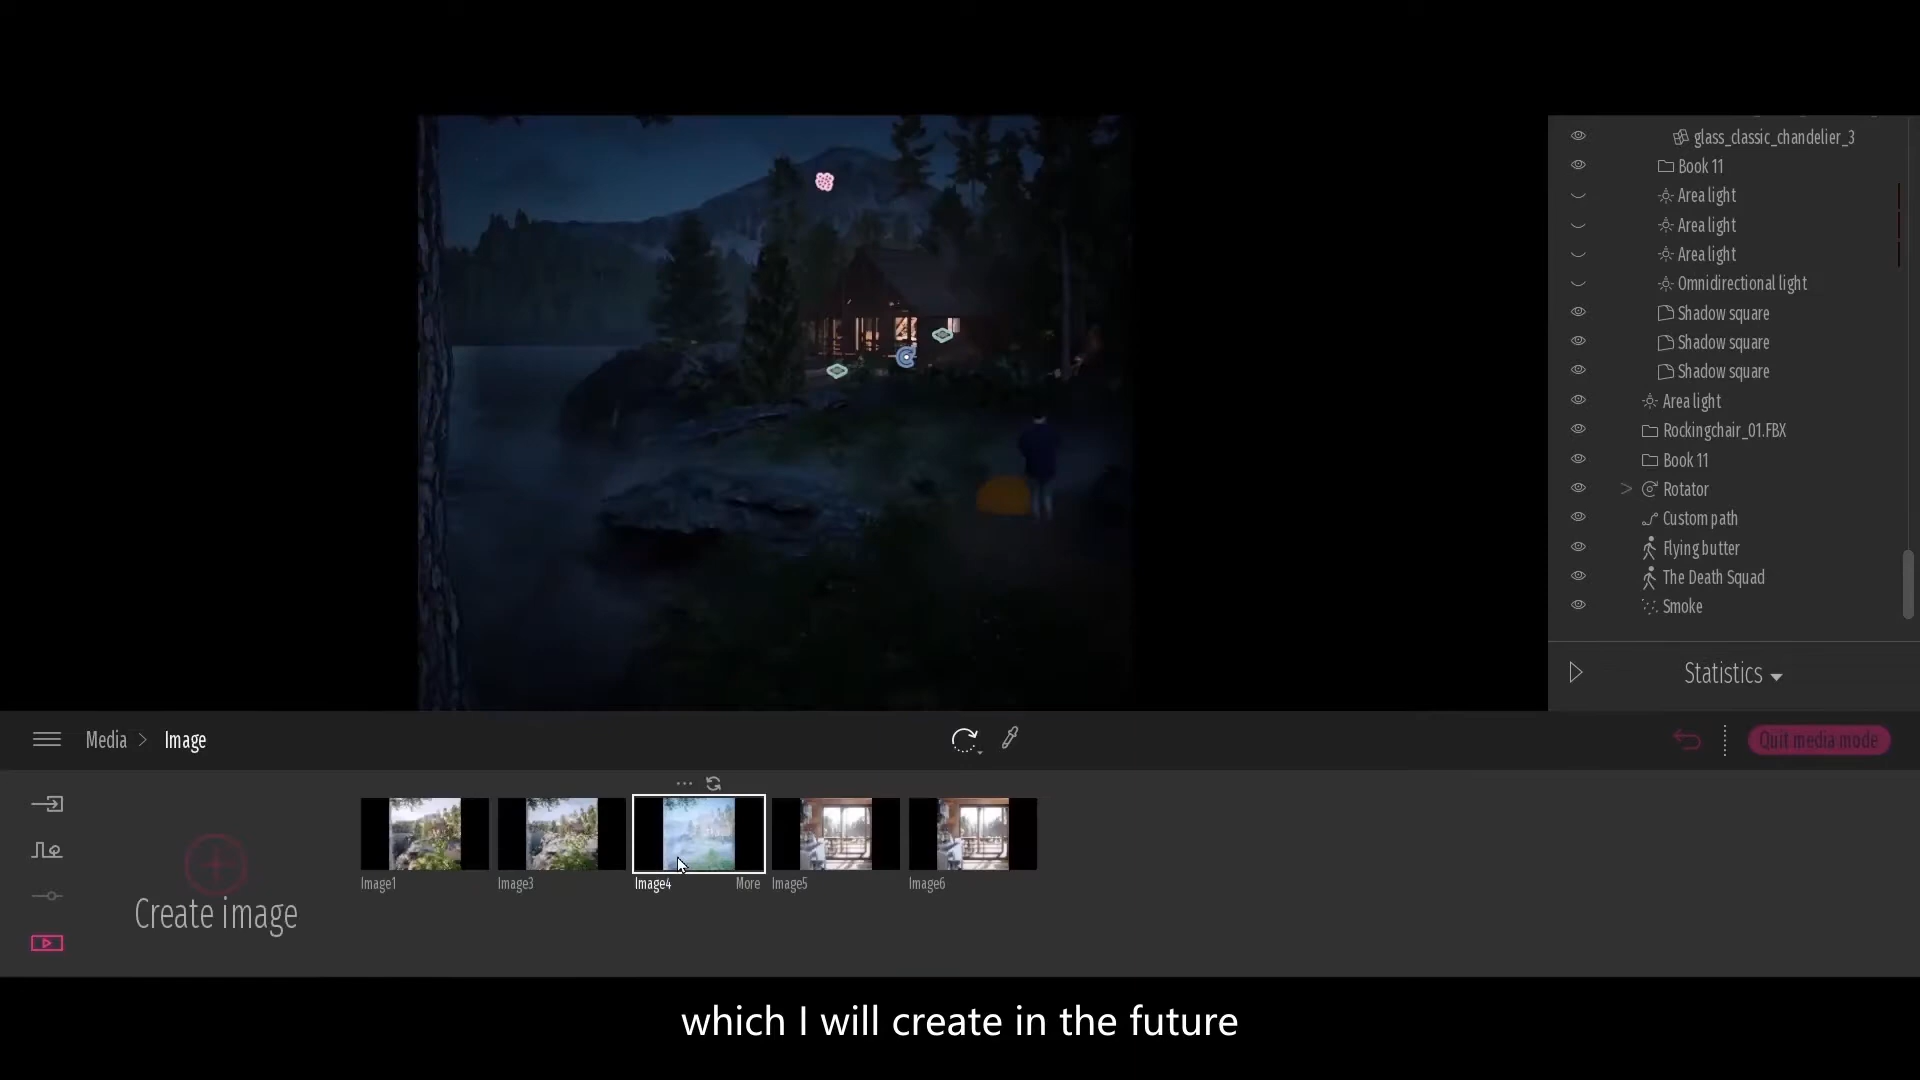 glass_classic_chandelier_3
Book 11
Area light
Area light
Area light
Omnidirectional light
Shadow square
Shadow square
Shadow square
Area light
Rockingchair_01.FBX
Book 11
Rotator
Custom path
Flying butter
The Death Squad
Smoke
Statistics
Media > Image
Quit media mode
Create image
Image1
Image3
Image4
More
Image5
Image6
which I will create in the future